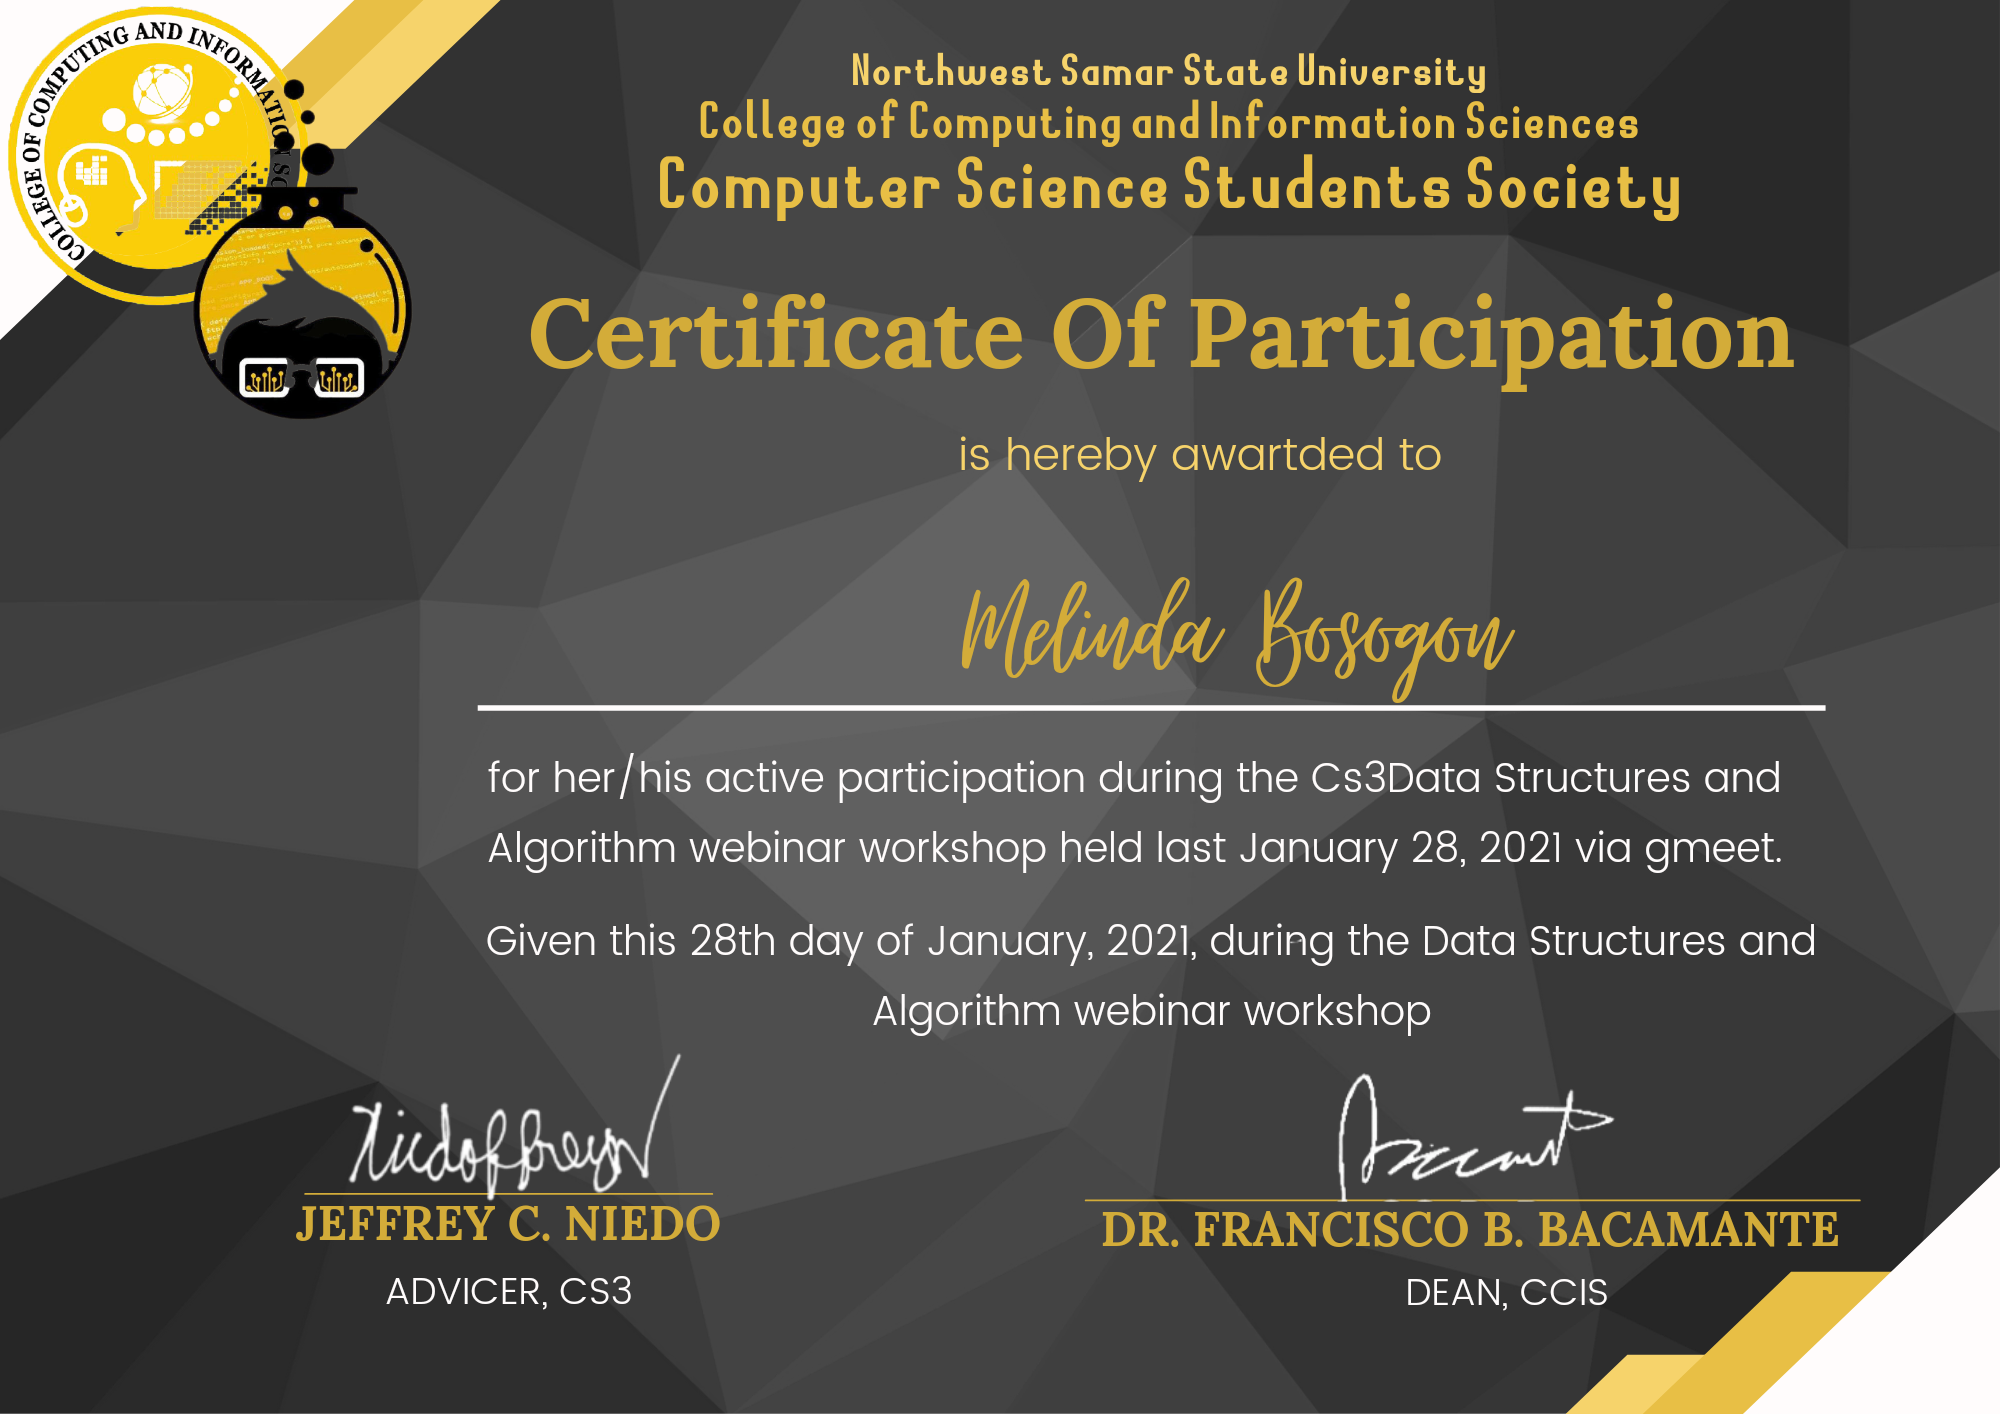 COLLEGE OF COMPUTING AND INFORMATION SC
Northwest Samar State University
College of Computing and Information Sciences
Computer Science Students Society
Certificate Of Participation
is hereby awartded to
Melinda Bosogon
for her/his active participation during the Cs3Data Structures and
Algorithm webinar workshop held last January 28, 2021 via gmeet.
Given this 28th day of January, 2021, during the Data Structures and
Algorithm webinar workshop
JEFFREY C. NIEDO
ADVICER, CS3
DR. FRANCISCO B. BACAMANTE
DEAN, CCIS